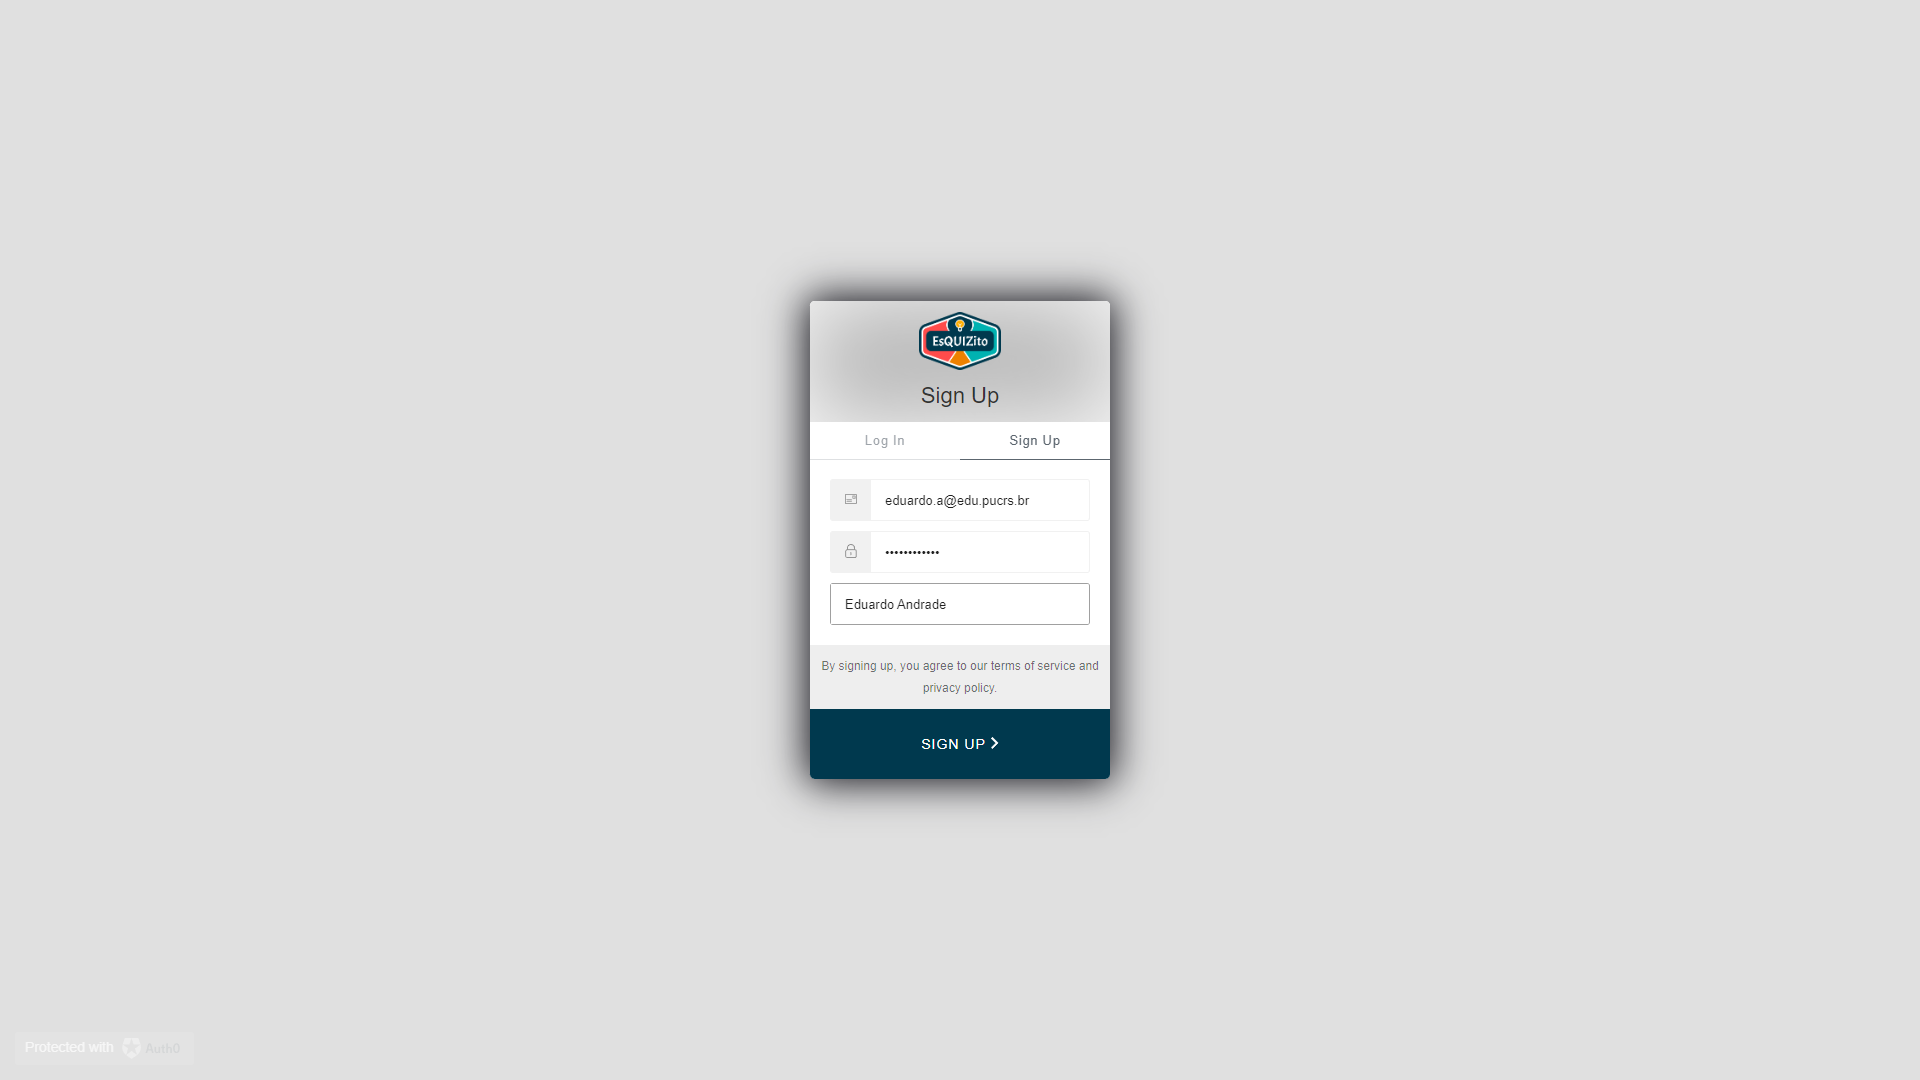 EsQUIZito
Sign Up
Log In
Sign Up
eduardo.a@edu.pucrs.br
••••••••••••
Eduardo Andrade
By signing up, you agree to our terms of service and
privacy policy.
SIGN UP
Protected with Auth0